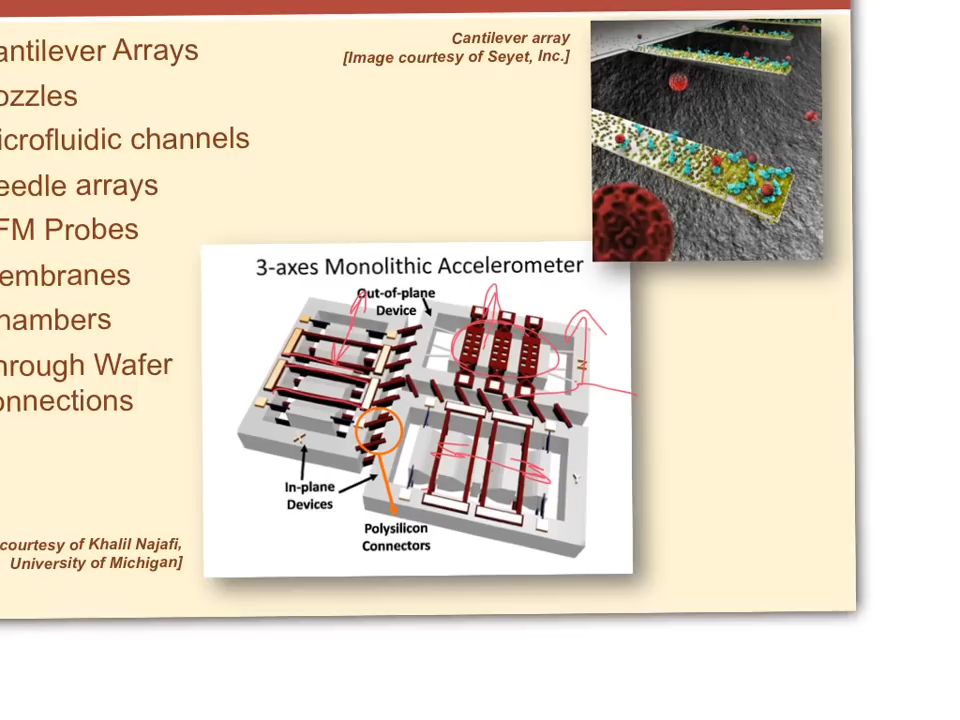 antilever Arrays
ozzles
icrofluidic channels
eedle arrays
FM Probes
embranes
hambers
hrough Wafer
onnections
Cantilever array
[Image courtesy of Seyet, Inc.]
3-axes Monolithic Accelerometer
Out-of-plane
Device
In-plane
Devices
Polysilicon
Connectors
courtesy of Khalil Najafi,
University of Michigan]